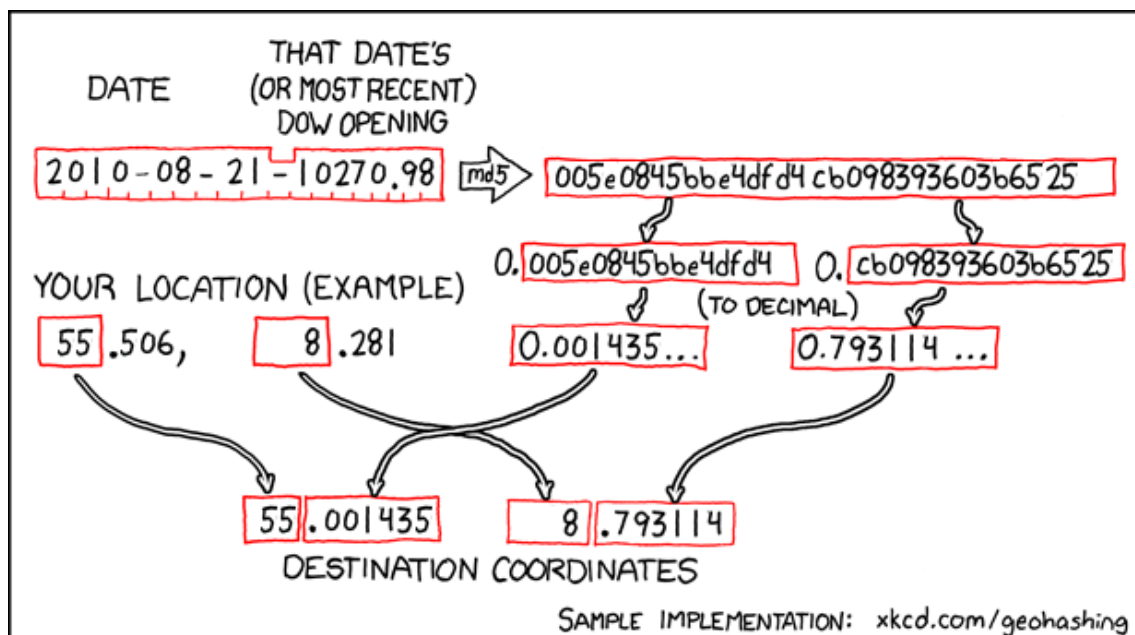 THAT DATE'S
DATE (OR MOST RECENT)
DOW OPENING
2010-08-21-10270.98 md5 005e0845bbe4dfd4cb098393603b6525
0.005e0845bbe4dfd4 0.cb098393603b6525
YOUR LOCATION (EXAMPLE) (TO DECIMAL)
55.506, 8.281 0.001435... 0.793114...
55.001435 8.793114
DESTINATION COORDINATES
SAMPLE IMPLEMENTATION: xkcd.com/geohashing